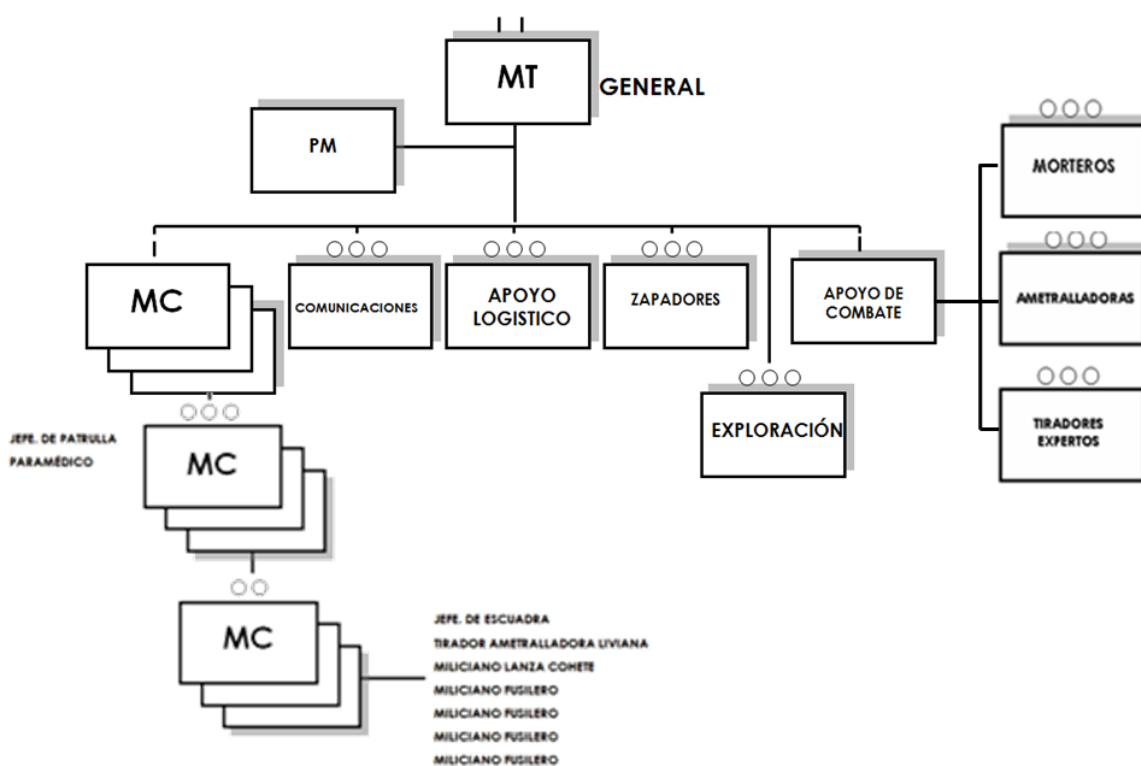 MT
GENERAL
PM
MORTEROS
MC
COMUNICACIONES
APOYO
LOGISTICO
ZAPADORES
APOYO DE
COMBATE
AMETRALLADORAS
EXPLORACIÓN
TIRADORES
EXPERTOS
JEFE. DE PATRULLA
PARAMÉDICO
MC
MC
JEFE. DE ESCUADRA
TIRADOR AMETRALLADORA LIVIANA
MILICIANO LANZA COHETE
MILICIANO FUSILERO
MILICIANO FUSILERO
MILICIANO FUSILERO
MILICIANO FUSILERO